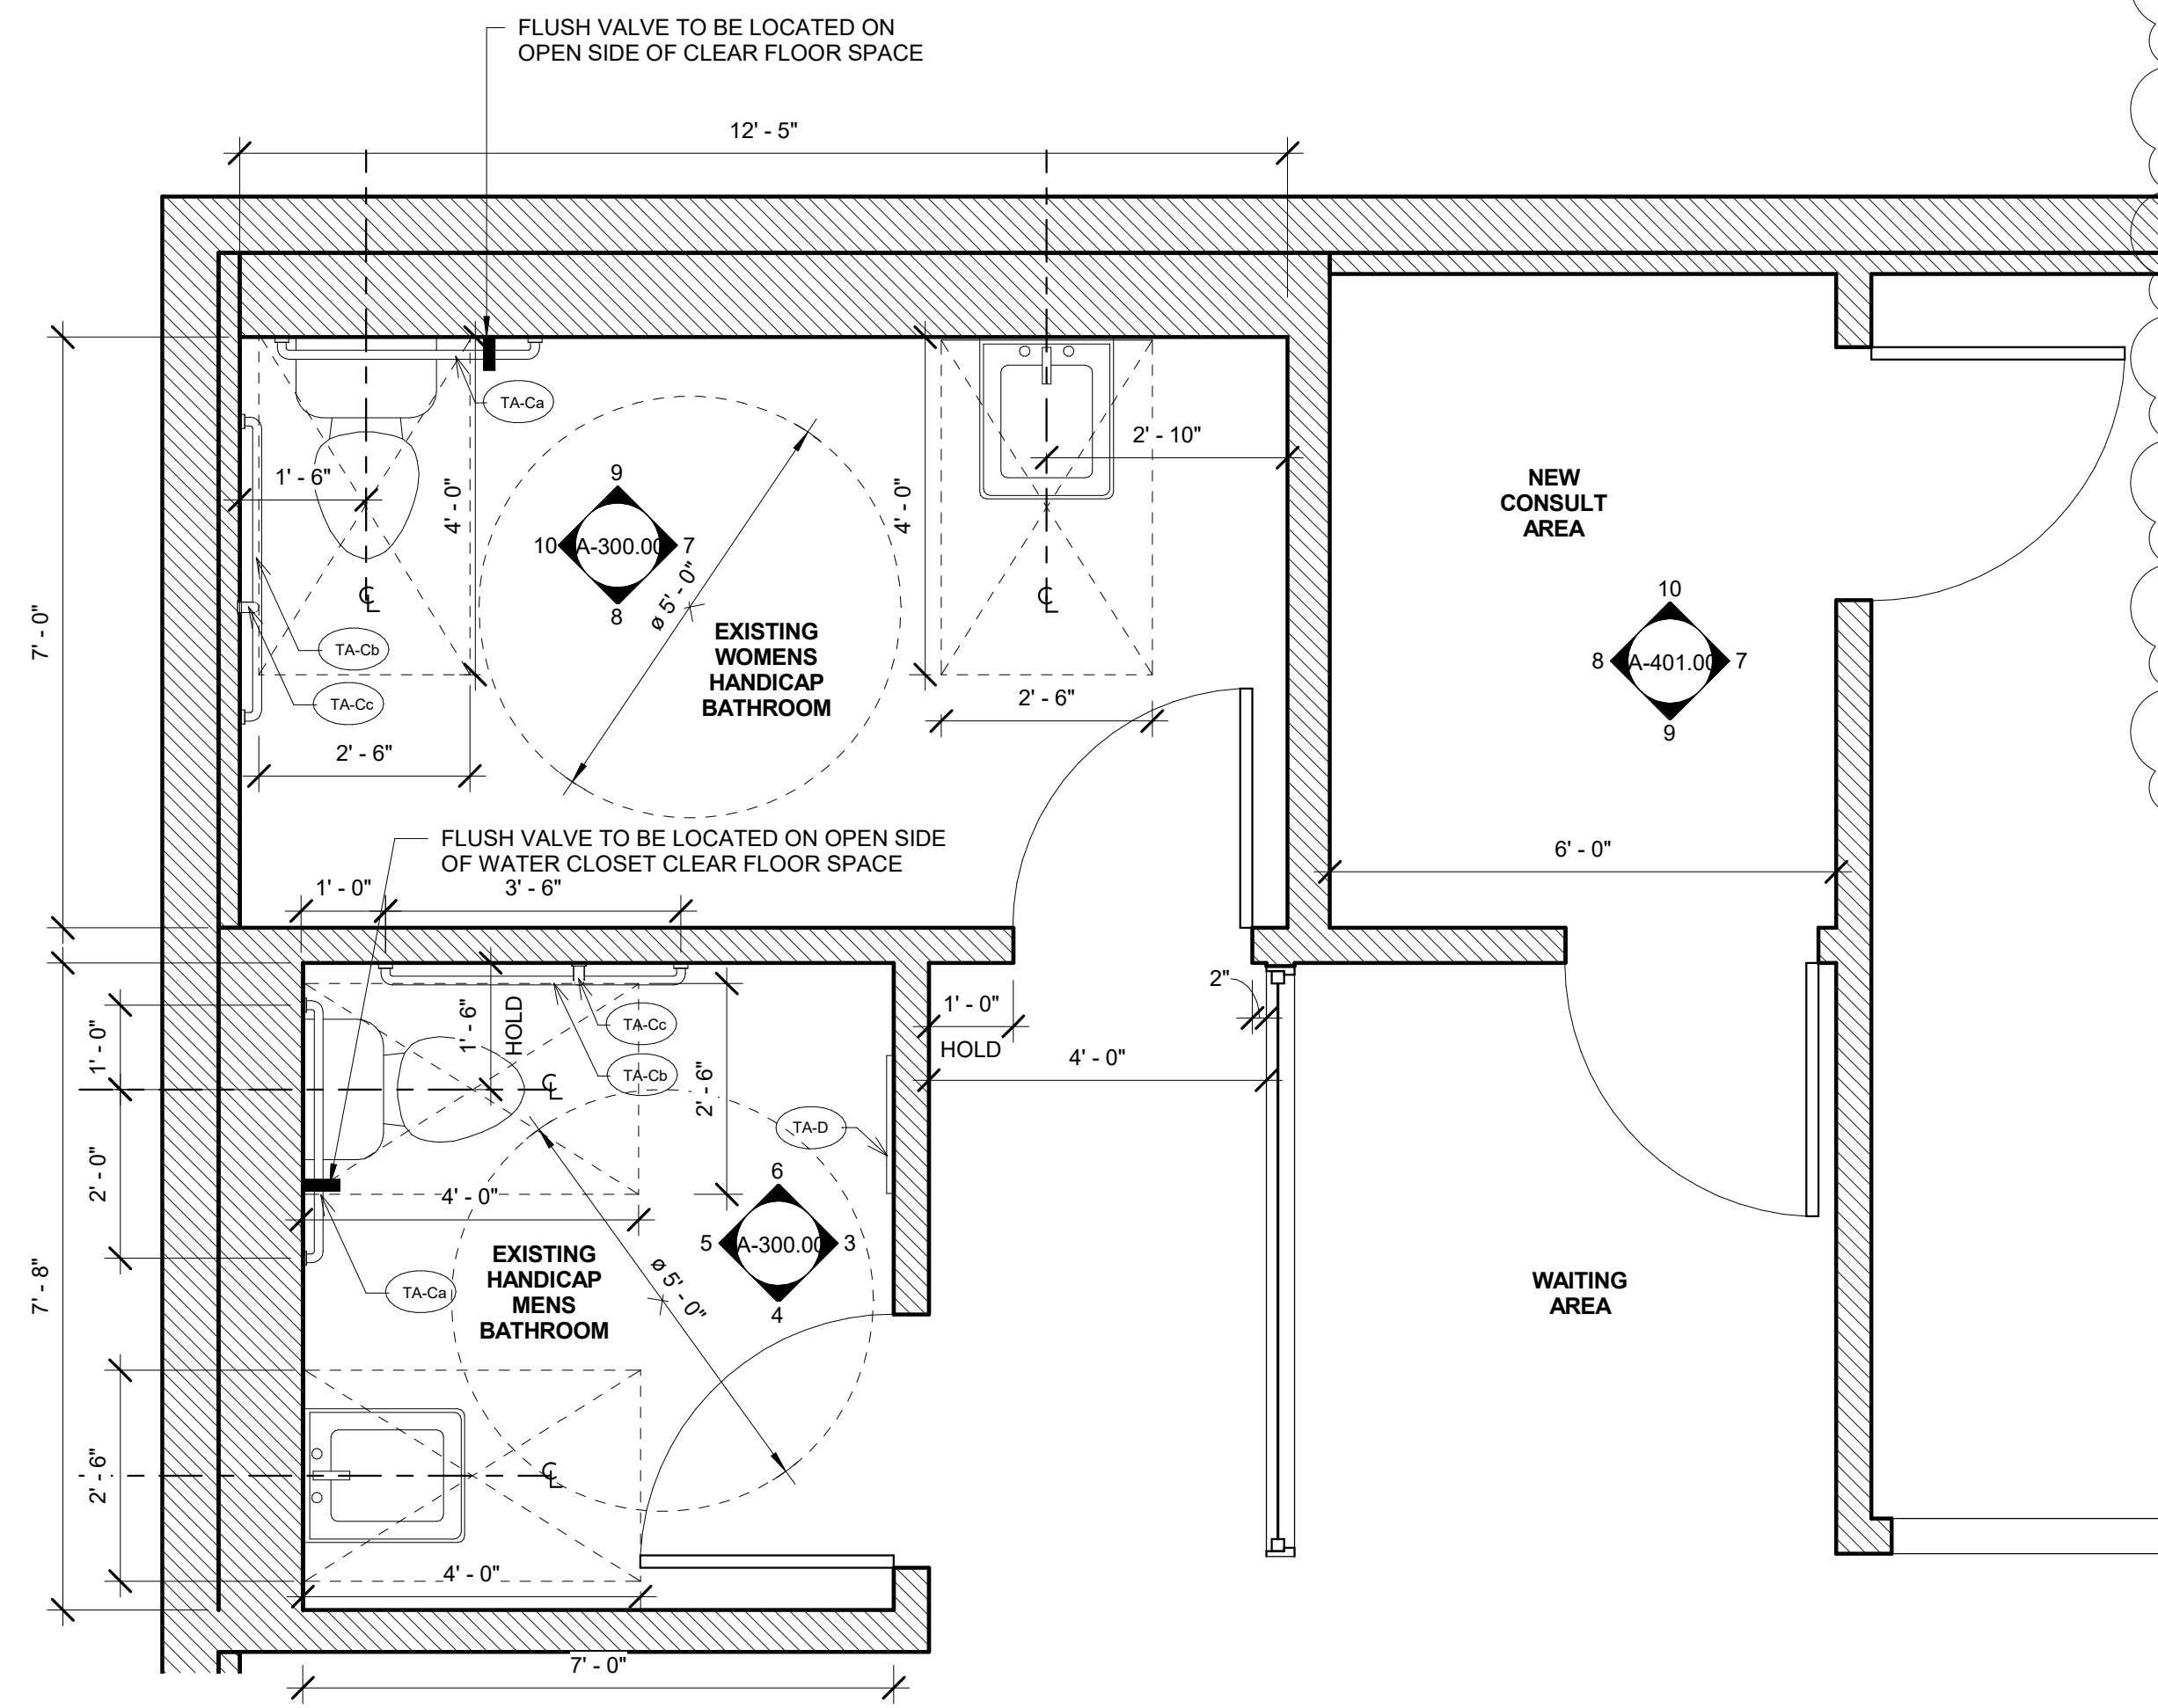 FLUSH VALVE TO BE LOCATED ON
OPEN SIDE OF CLEAR FLOOR SPACE
12' - 5"
TA-Ca
2' - 10"
1' - 6"
4' - 0"
4' - 0"
9
10
A-300.00
7
8
ø 5' - 0"
NEW
CONSULT
AREA
10
8
A-401.00
7
9
7' - 0"
EXISTING
WOMENS
HANDICAP
BATHROOM
CL
CL
TA-Cb
TA-Cc
2' - 6"
2' - 6"
FLUSH VALVE TO BE LOCATED ON OPEN SIDE
OF WATER CLOSET CLEAR FLOOR SPACE
6' - 0"
1' - 0"
3' - 6"
1' - 6"
HOLD
TA-Cc
TA-Cb
2' - 6"
2"
1' - 0"
HOLD
4' - 0"
1' - 0"
2' - 0"
CL
TA-D
4' - 0"
6
5
A-300.00
3
4
ø 5' - 0"
TA-Ca
EXISTING
HANDICAP
MENS
BATHROOM
WAITING
AREA
7' - 8"
2' - 6"
CL
4' - 0"
7' - 0"